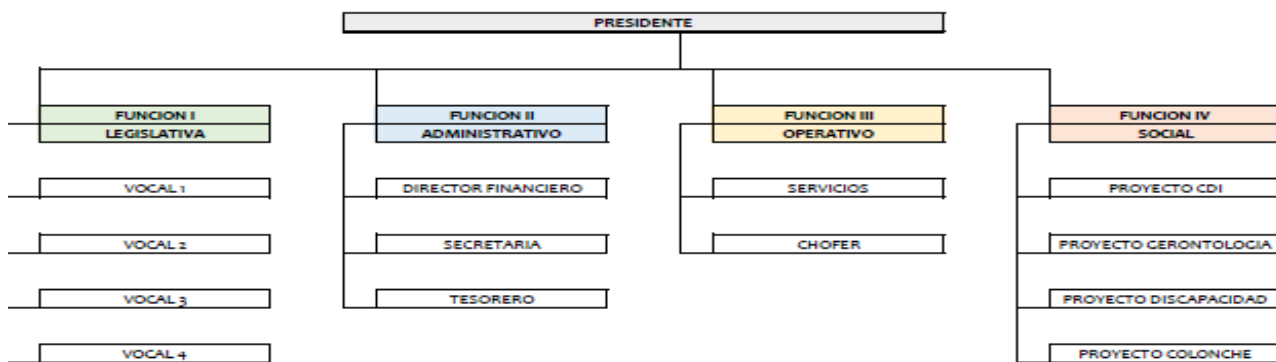 PRESIDENTE
FUNCION I
LEGISLATIVA
VOCAL 1
VOCAL 2
VOCAL 3
VOCAL 4
FUNCION II
ADMINISTRATIVO
DIRECTOR FINANCIERO
SECRETARIA
TESORERO
FUNCION III
OPERATIVO
SERVICIOS
CHOFER
FUNCION IV
SOCIAL
PROYECTO CDI
PROYECTO GERONTOLOGIA
PROYECTO DISCAPACIDAD
PROYECTO COLONCHE